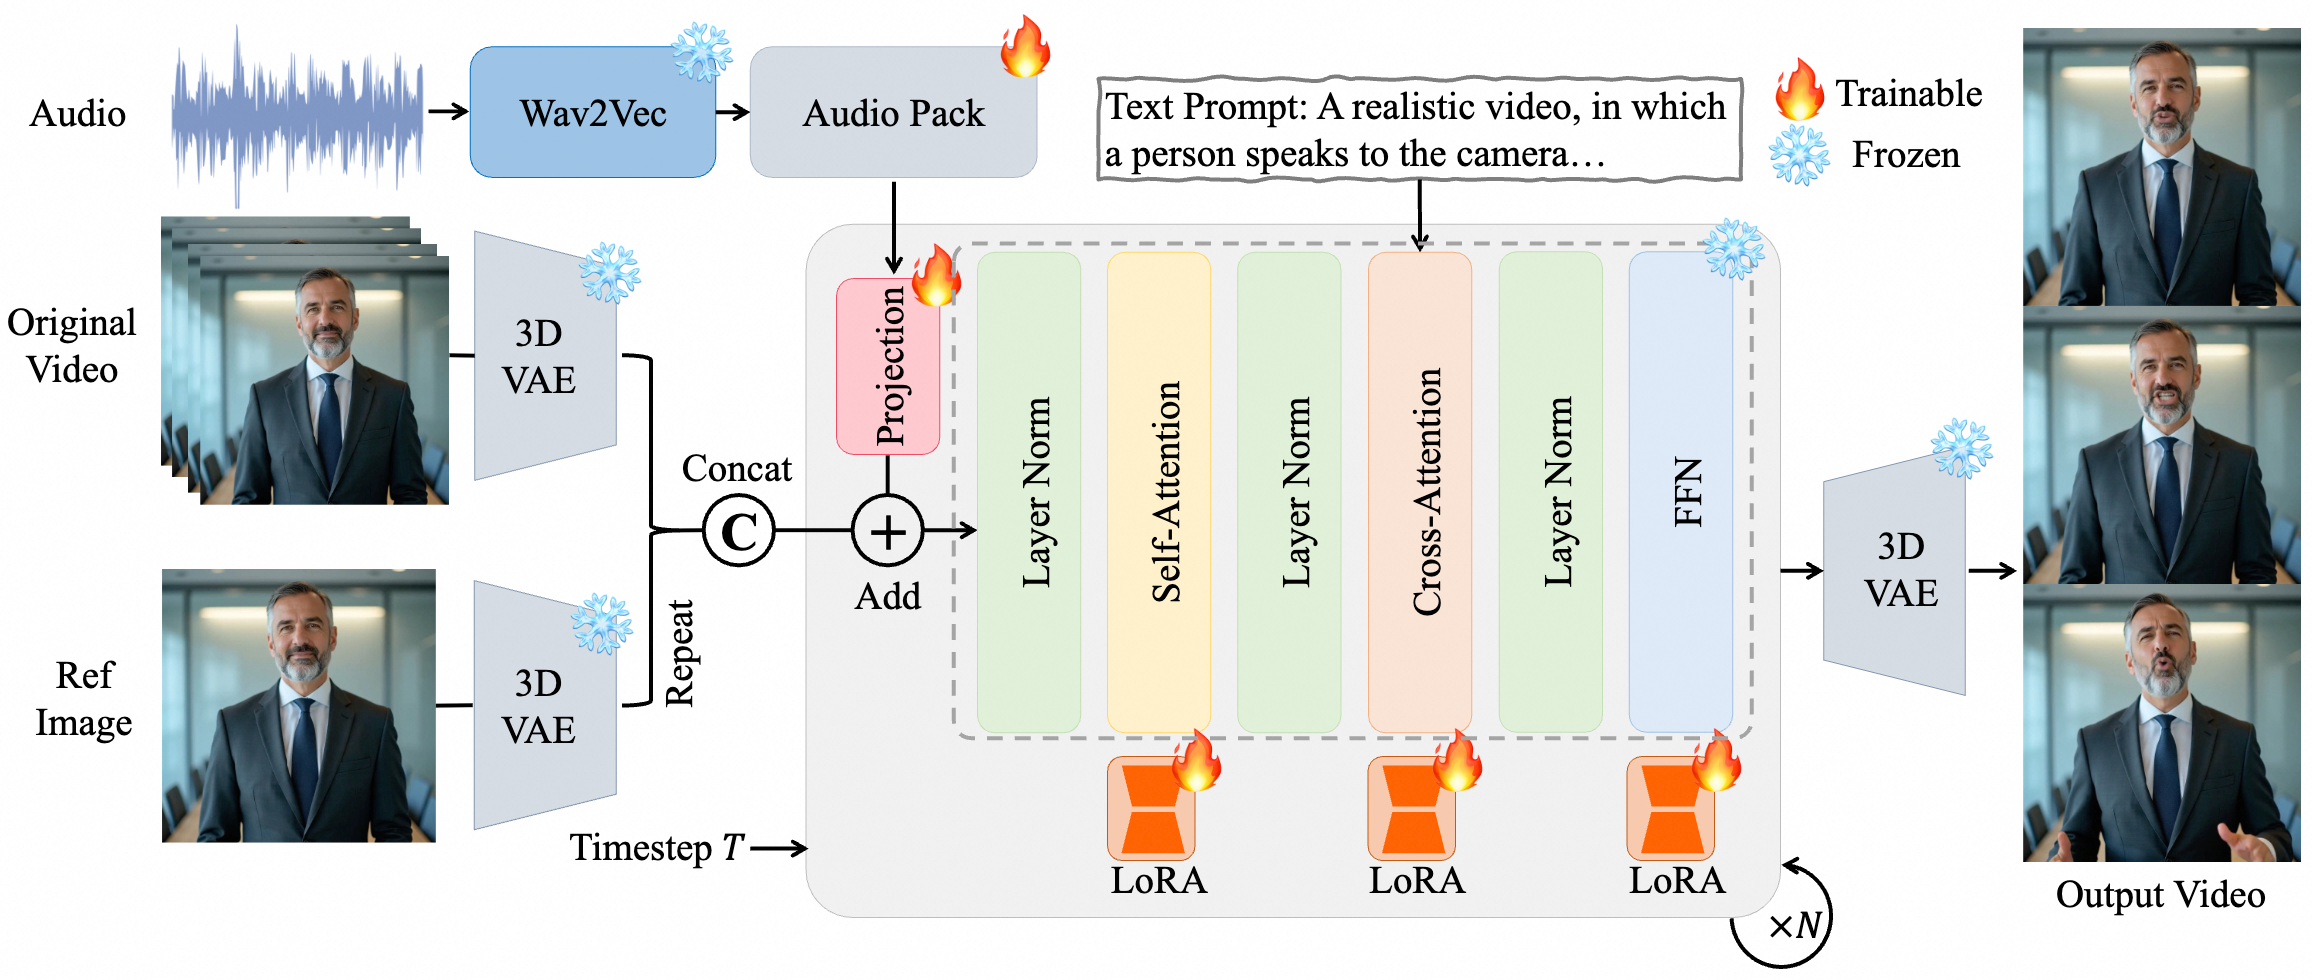 Audio
Wav2Vec
Audio Pack
Text Prompt: A realistic video, in which
a person speaks to the camera…
Trainable
Frozen
Original
Video
3D
VAE
Ref
Image
3D
VAE
Repeat
Concat
C
Projection
+
Add
Timestep T
Layer Norm
Self-Attention
Layer Norm
Cross-Attention
Layer Norm
FFN
LoRA
LoRA
LoRA
×N
3D
VAE
Output Video